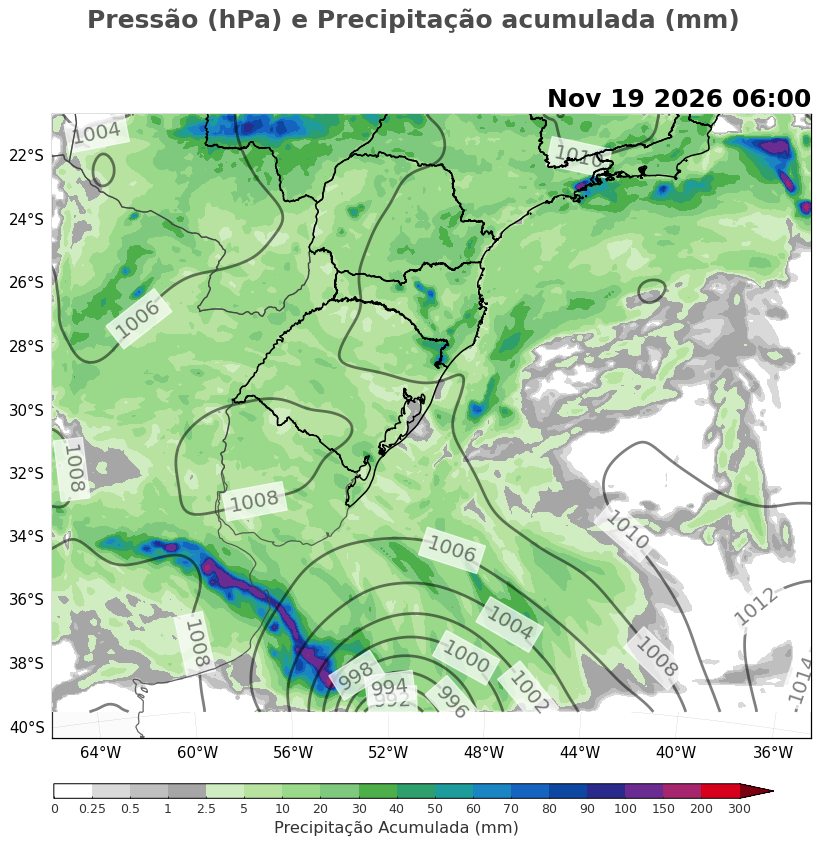 Pressão (hPa) e Precipitação acumulada (mm)
Nov 19 2026 06:00
1004
1010
22°S
24°S
26°S
1006
28°S
30°S
1008
32°S
1008
34°S
1010
1006
36°S
1012
1004
1008
1008
1000
38°S
998
994
1014
1002
996
992
40°S
64°W 60°W 56°W 52°W 48°W 44°W 40°W 36°W
0 0.25 0.5 1 2.5 5 10 20 30 40 50 60 70 80 90 100 150 200 300
Precipitação Acumulada (mm)